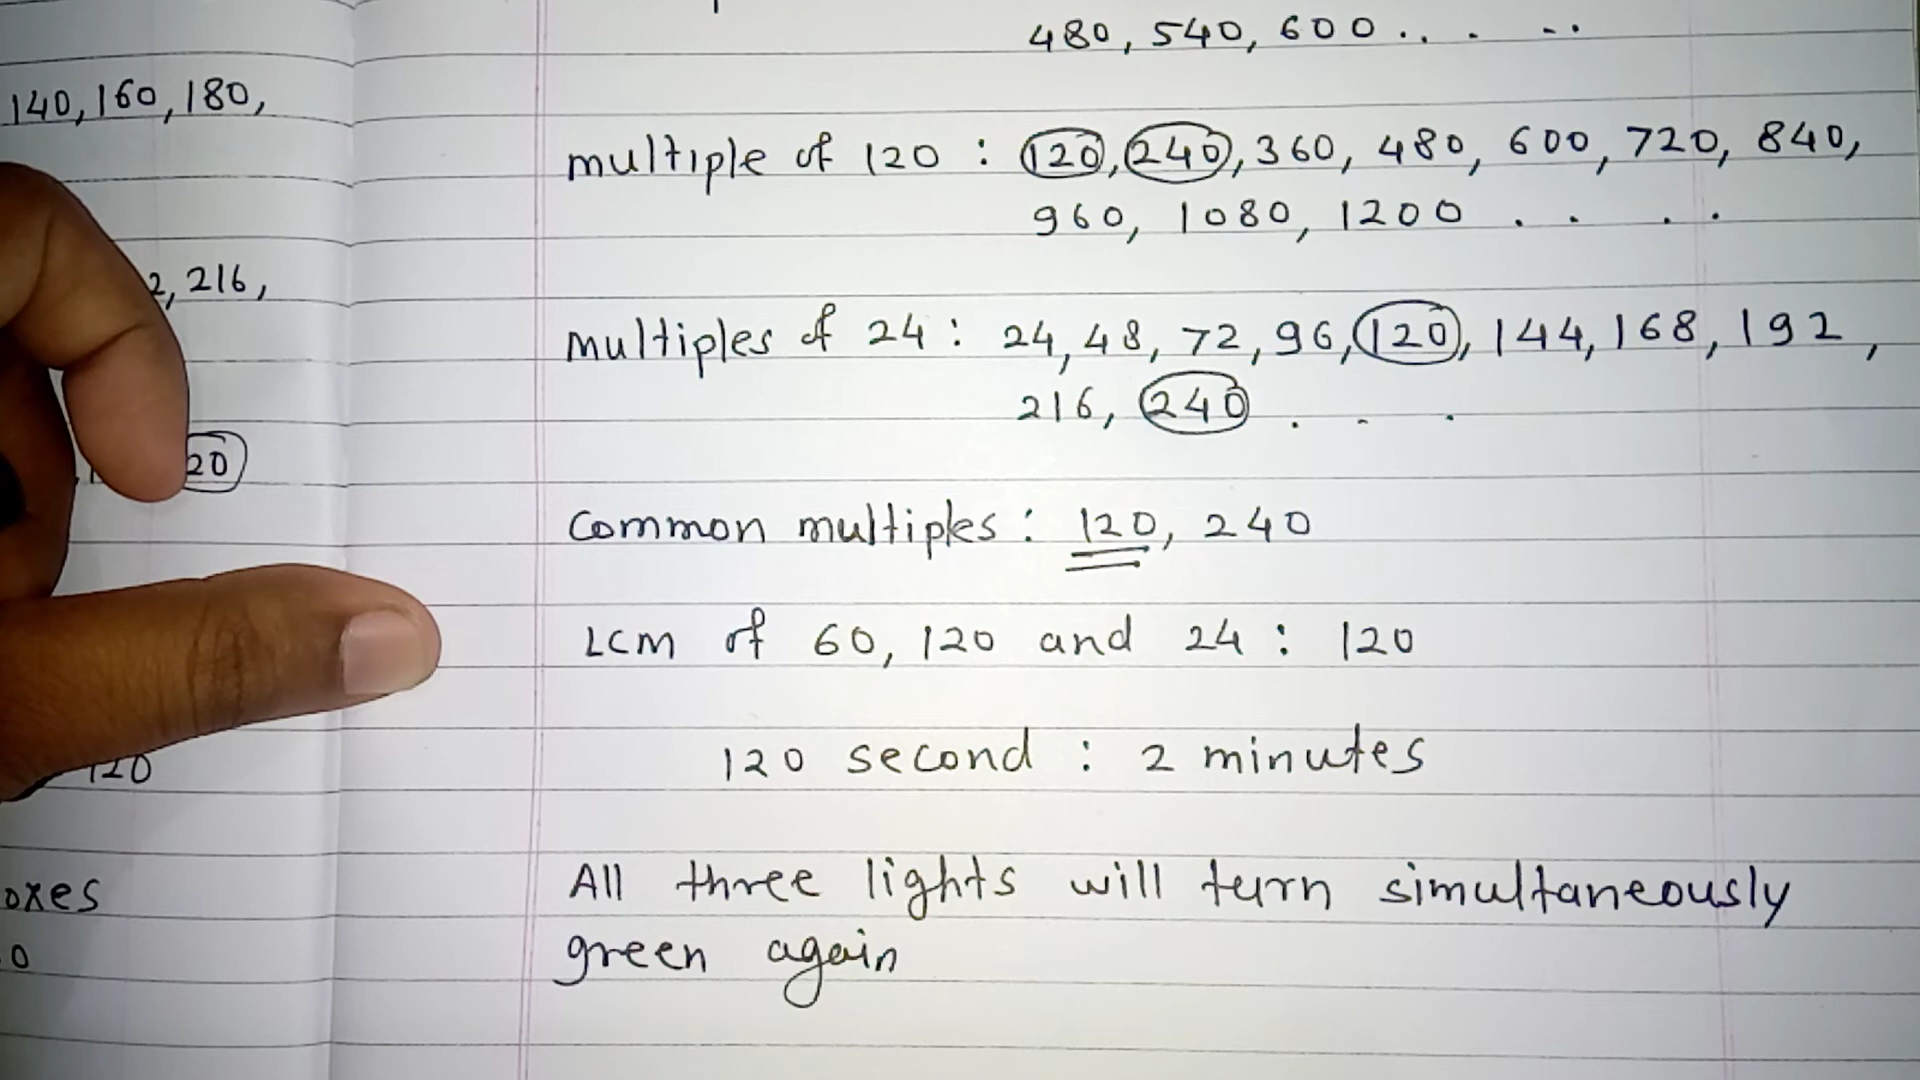 140, 160, 180,
2, 216,
20
120
oxes
0
480, 540, 600 .. . - ..
multiple of 120 : 120, 240, 360, 480, 600, 720, 840,
960, 1080, 1200 . . . .
multiples of 24 : 24, 48, 72, 96, 120, 144, 168, 192,
216, 240 . . .
Common multiples : 120, 240
LCM of 60, 120 and 24 : 120
120 second : 2 minutes
All three lights will turn simultaneously
green again